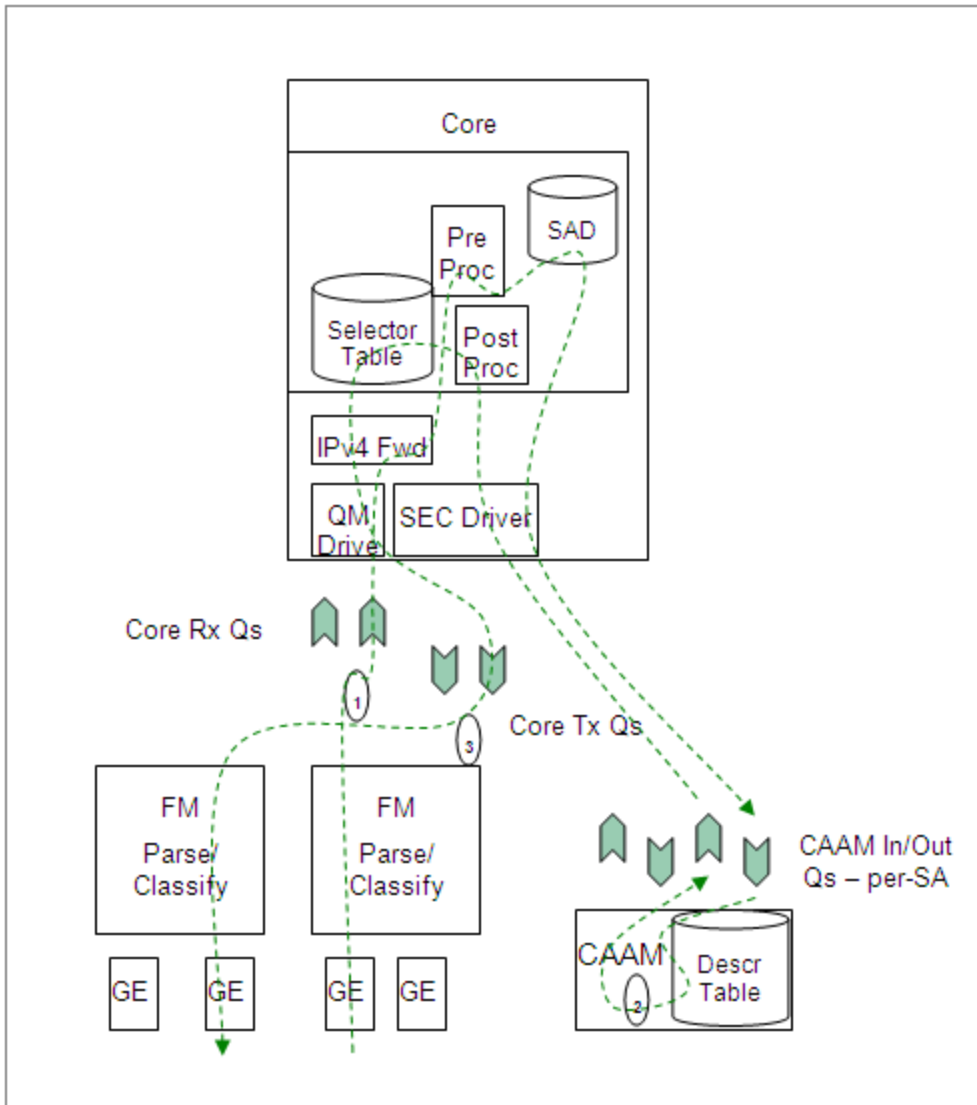 Core
SAD
Pre
Proc
Selector
Table
Post
Proc
IPv4 Fwd
QM
Drive
SEC Driver
Core Rx Qs
1
Core Tx Qs
3
FM
Parse/
Classify
FM
Parse/
Classify
CAAM In/Out
Qs – per-SA
CAAM
2
Descr
Table
GE
GE
GE
GE